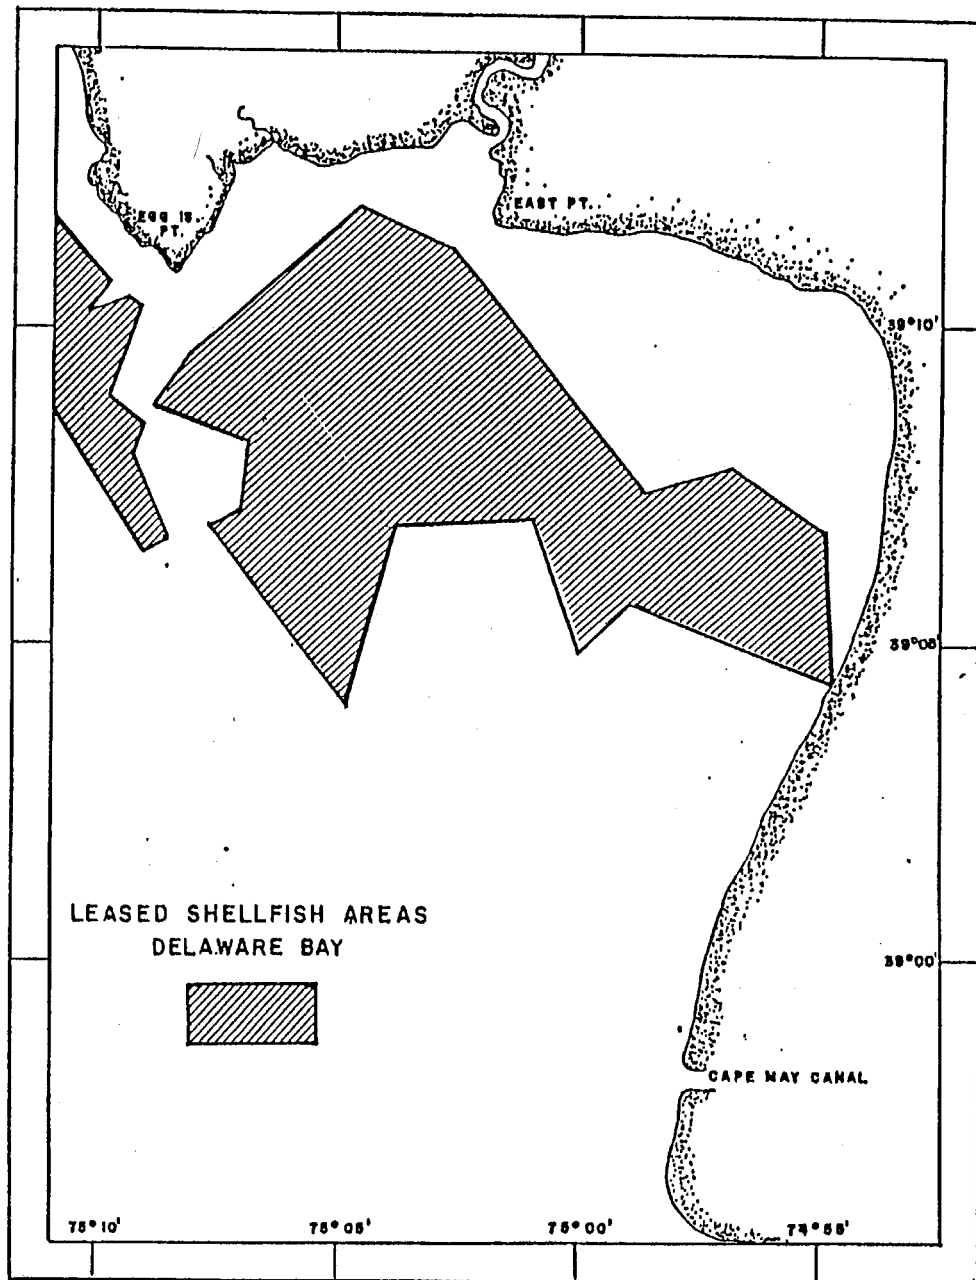 EGG IS.
PT.
EAST PT.
39°10'
39°05'
LEASED SHELLFISH AREAS
DELAWARE BAY
39°00'
CAPE MAY CANAL
75°10'
75°05'
75°00'
74°55'